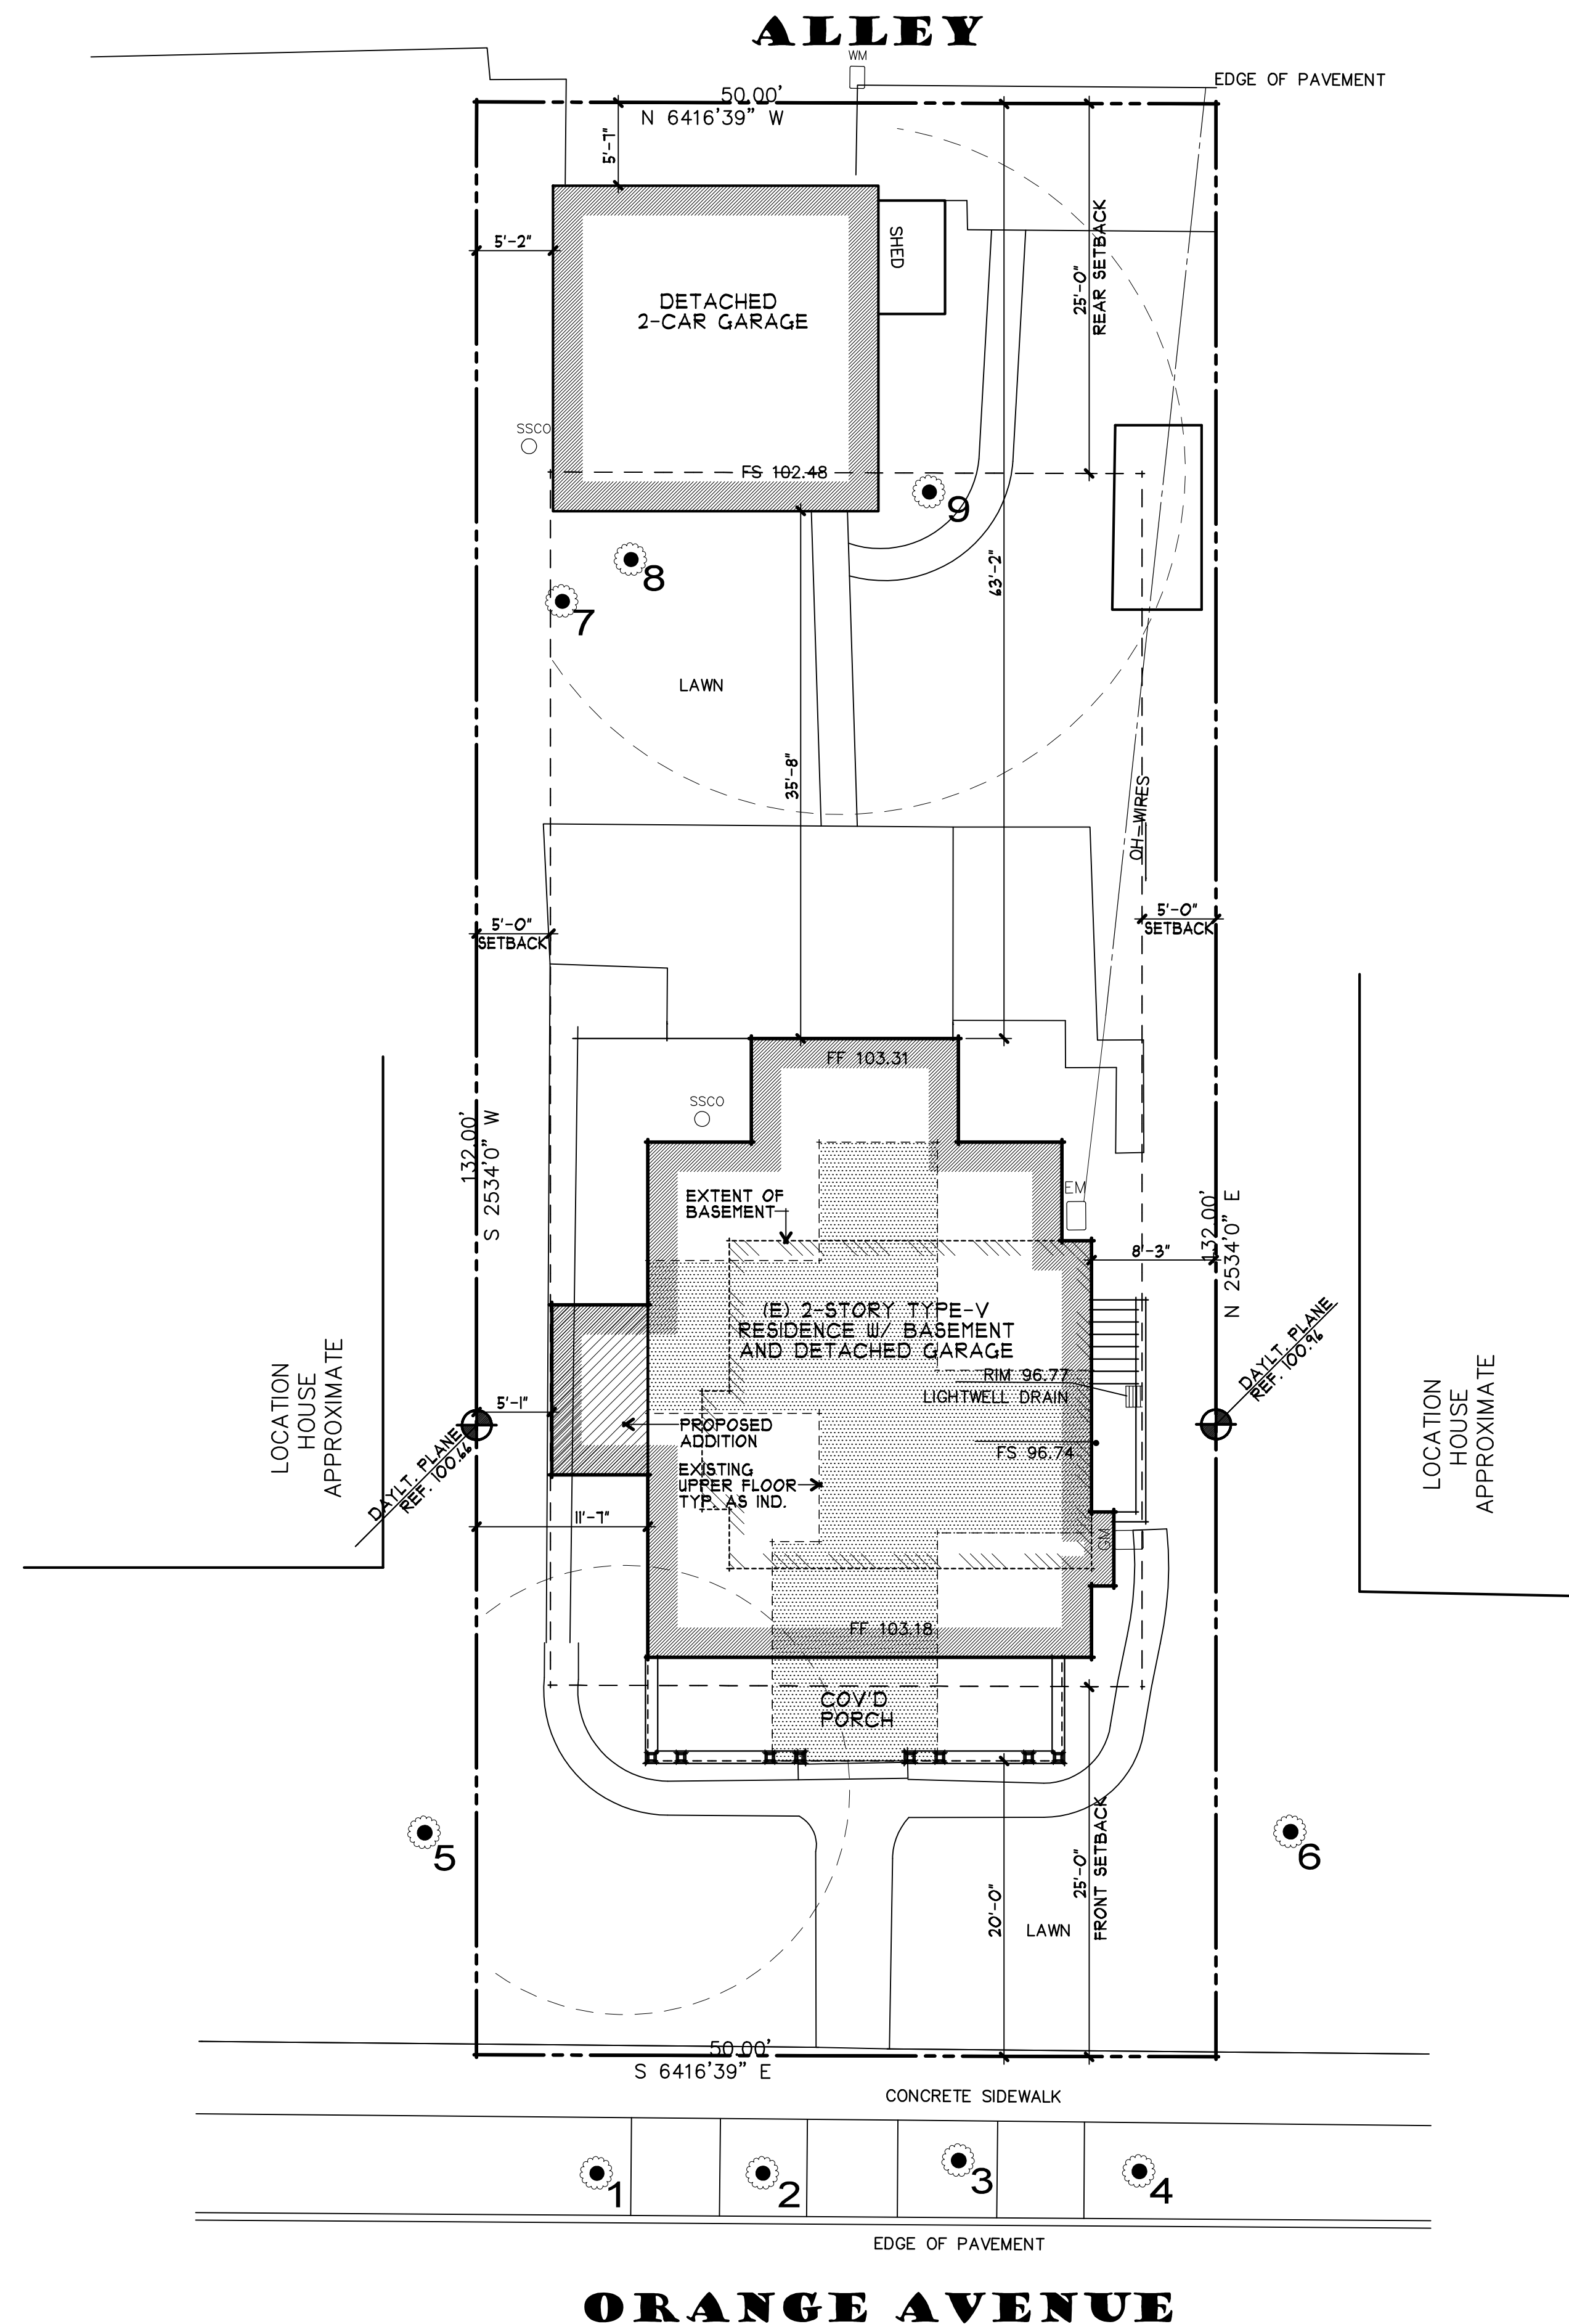 ALLEY
WM
EDGE OF PAVEMENT
50.00'
N 6416'39" W
5'-7"
5'-2"
SHED
DETACHED
2-CAR GARAGE
25'-0"
REAR SETBACK
SSCO
FS 102.48
9
8
7
63'-2"
LAWN
35'-8"
OH-WIRES
5'-0"
SETBACK
5'-0"
SETBACK
FF 103.31
SSCO
132.00'
S 2534'0" W
EXTENT OF
BASEMENT
EM
132.00'
N 2534'0" E
8'-3"
(E) 2-STORY TYPE-V
RESIDENCE W/ BASEMENT
AND DETACHED GARAGE
RIM 96.77
LIGHTWELL DRAIN
DAYLT. PLANE
REF. 100.96
LOCATION
HOUSE
APPROXIMATE
5'-1"
PROPOSED
ADDITION
FS 96.74
LOCATION
HOUSE
APPROXIMATE
DAYLT. PLANE
REF. 100.66
EXISTING
UPPER FLOOR
TYP. AS IND.
11'-7"
GM
FF 103.18
COV'D
PORCH
5
6
25'-0"
FRONT SETBACK
20'-0"
LAWN
50.00'
S 6416'39" E
CONCRETE SIDEWALK
1
2
3
4
EDGE OF PAVEMENT
ORANGE AVENUE